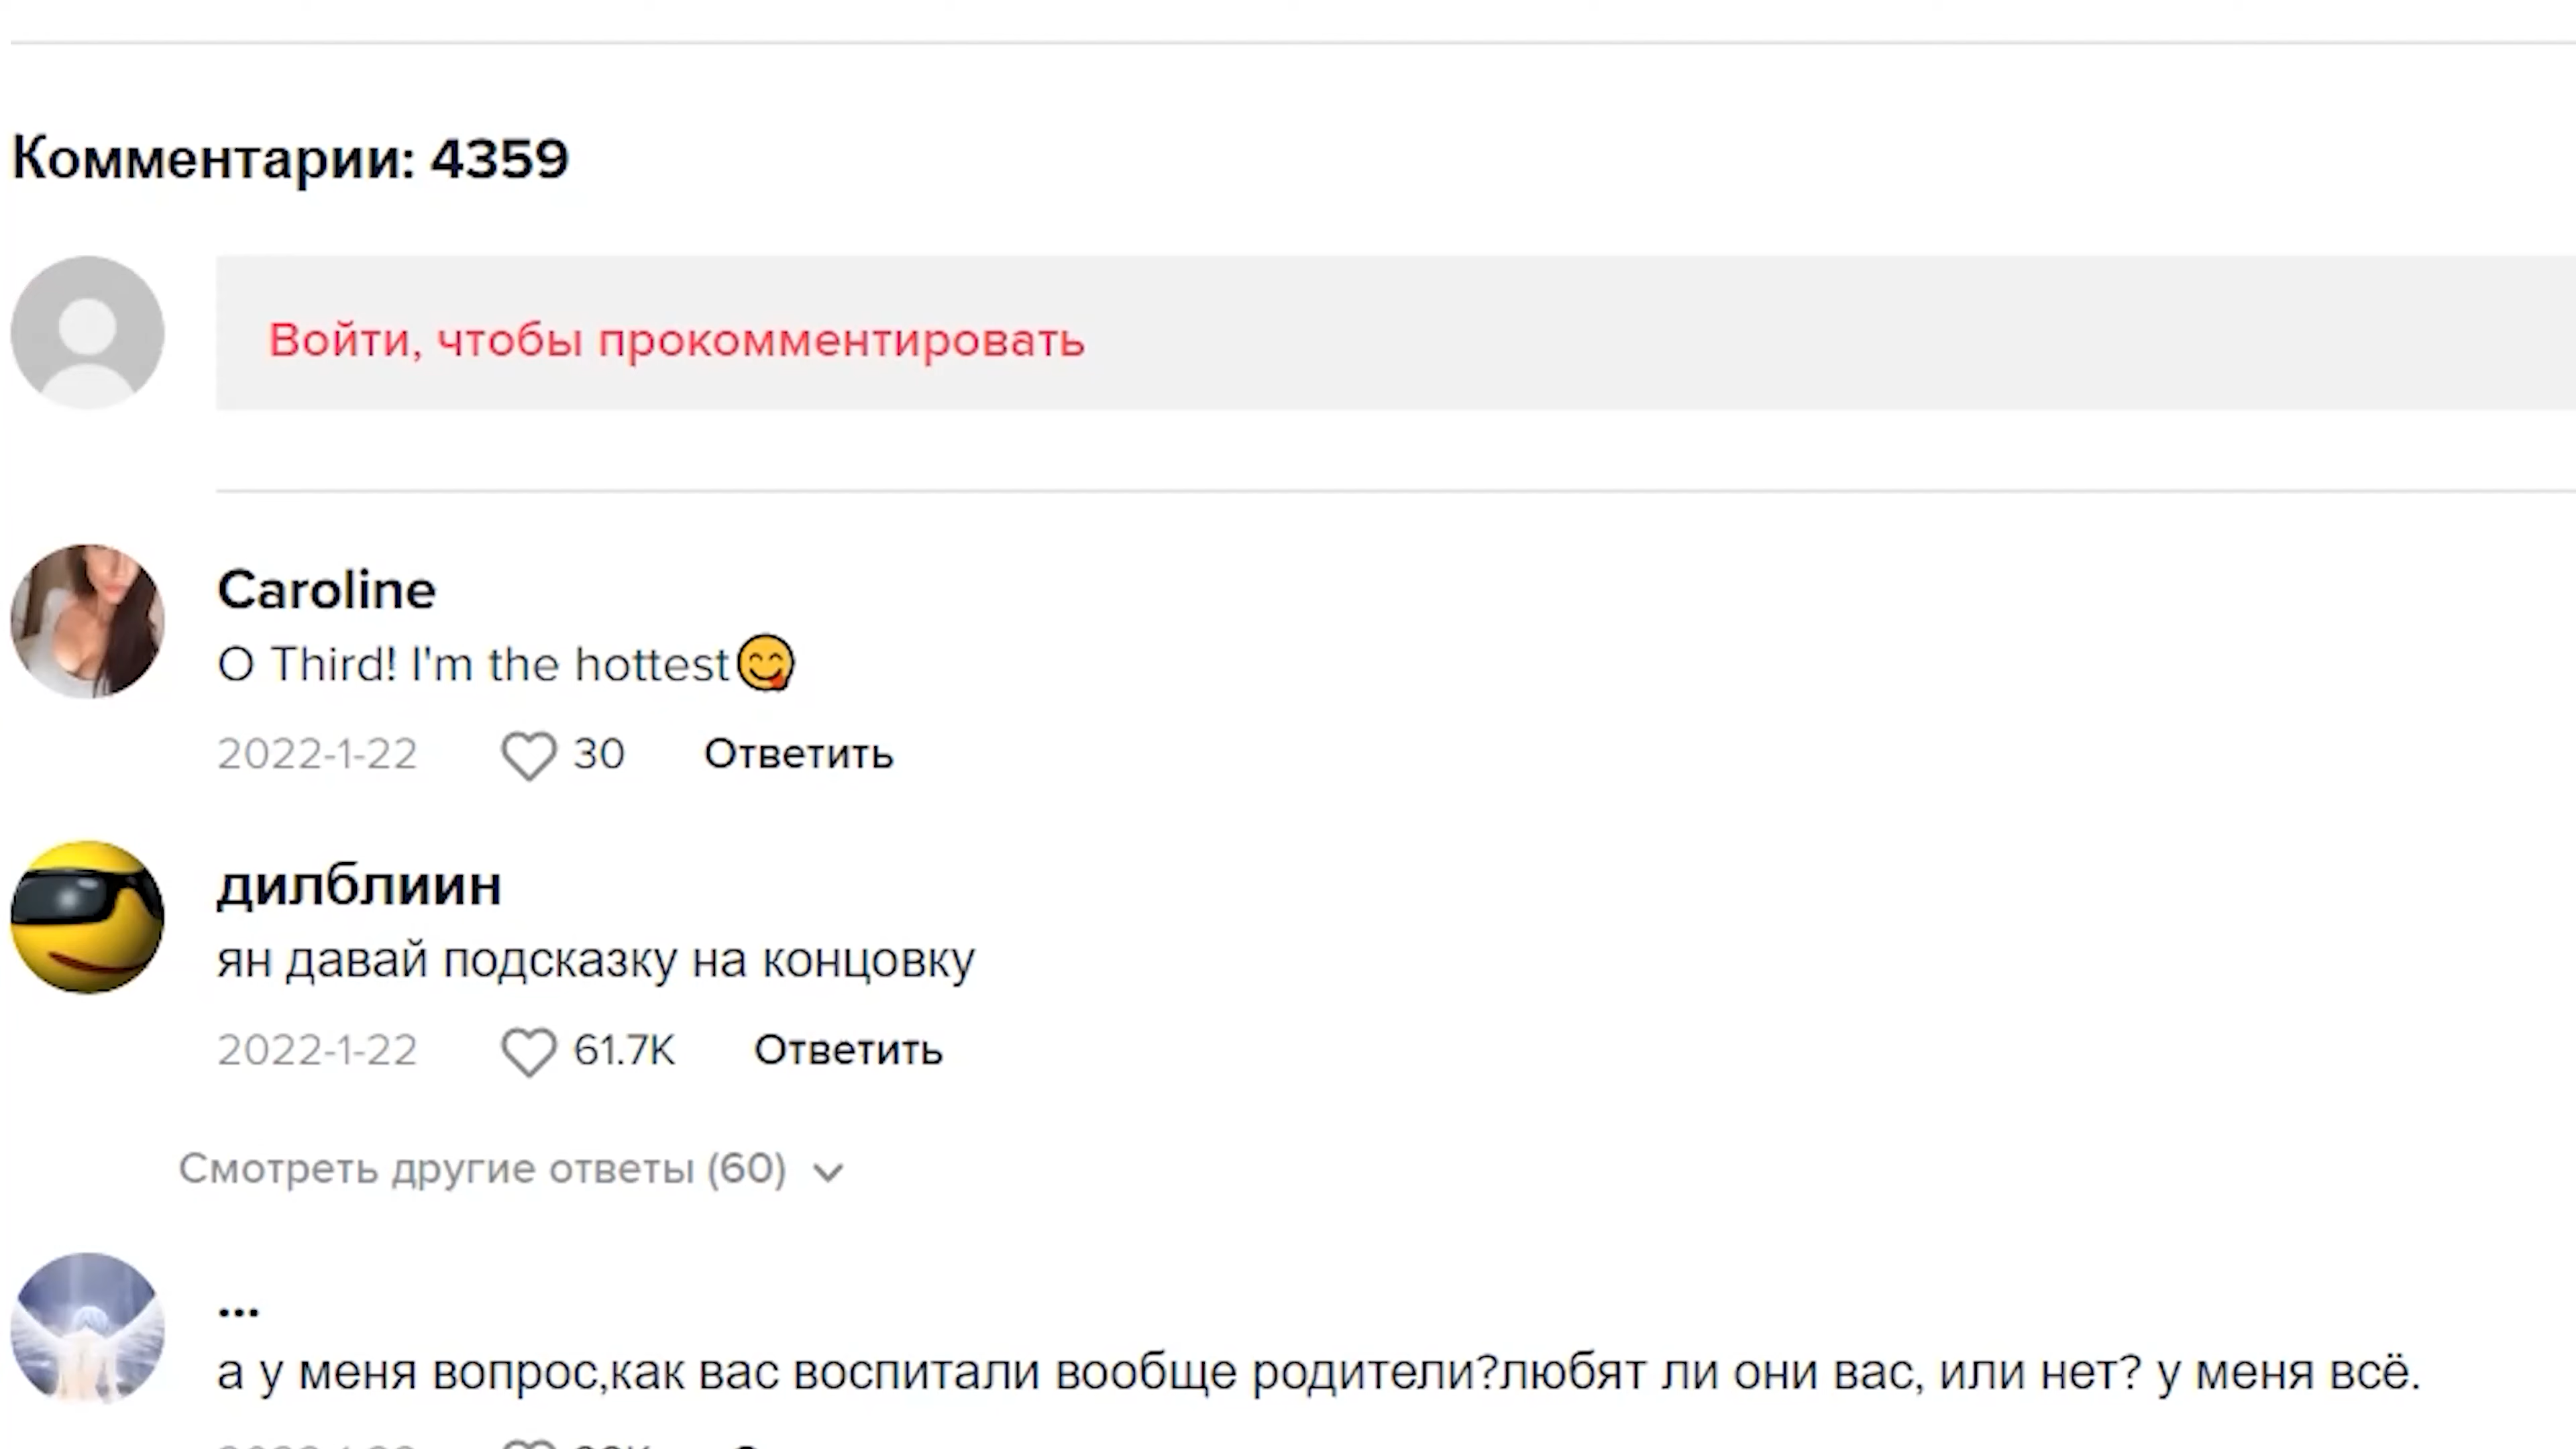 Комментарии: 4359
Войти, чтобы прокомментировать
Caroline
O Third! I'm the hottest😋
2022-1-22 30 Ответить
дилблиин
ян давай подсказку на концовку
2022-1-22 61.7K Ответить
Смотреть другие ответы (60)
...
а у меня вопрос,как вас воспитали вообще родители?любят ли они вас, или нет? у меня всё.